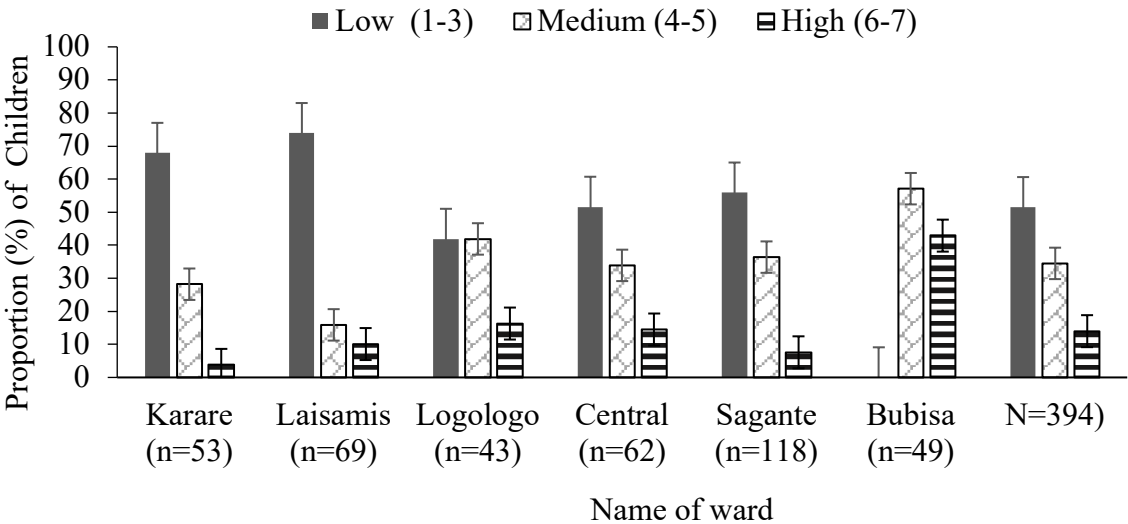 Low (1-3) Medium (4-5) High (6-7)
Proportion (%) of Children
100
90
80
70
60
50
40
30
20
10
0
Karare Laisamis Logologo Central Sagante Bubisa N=394)
(n=53) (n=69) (n=43) (n=62) (n=118) (n=49)
Name of ward